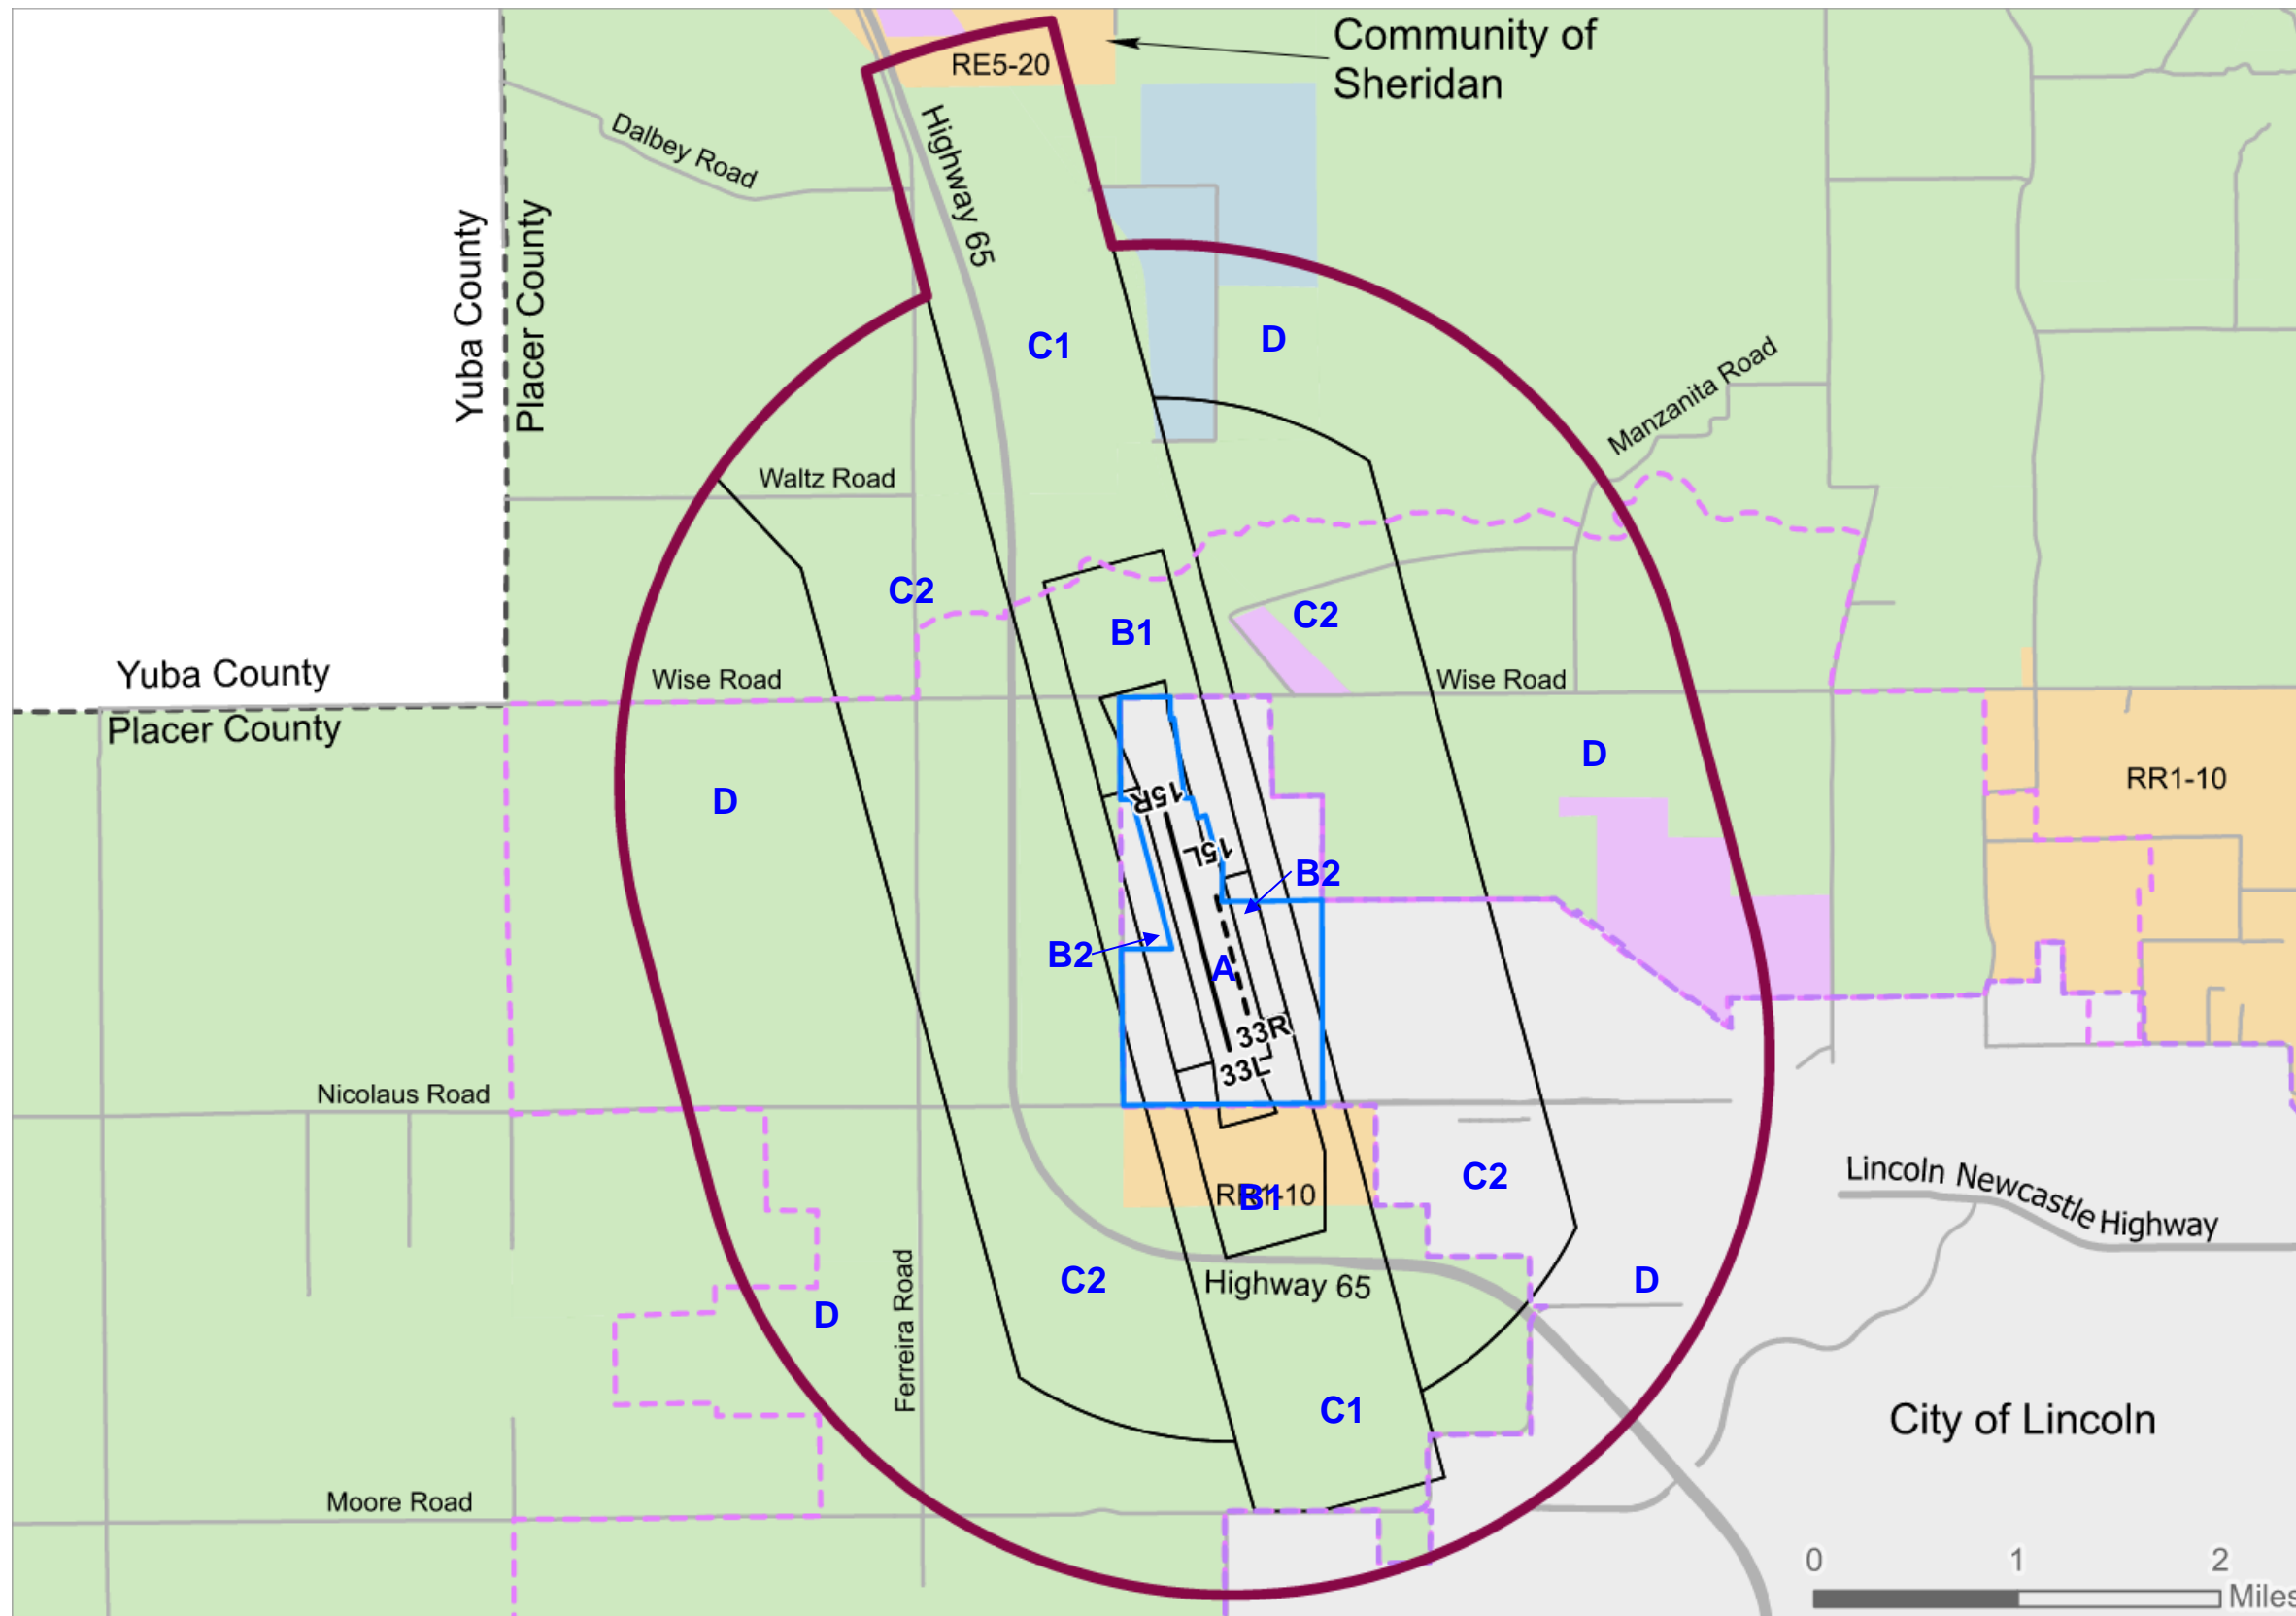 Community of
Sheridan
RE5-20
Dalbey Road
Highway 65
Yuba County
Placer County
C1
D
Manzanita Road
Waltz Road
C2
C2
B1
Yuba County
Placer County
Wise Road
Wise Road
D
D
RR1-10
15R
15L
B2
B2
A
33R
33L
Nicolaus Road
C2
Lincoln Newcastle Highway
RR1-10
B1
C2
Highway 65
D
D
Ferreira Road
C1
City of Lincoln
Moore Road
0 1 2
Miles